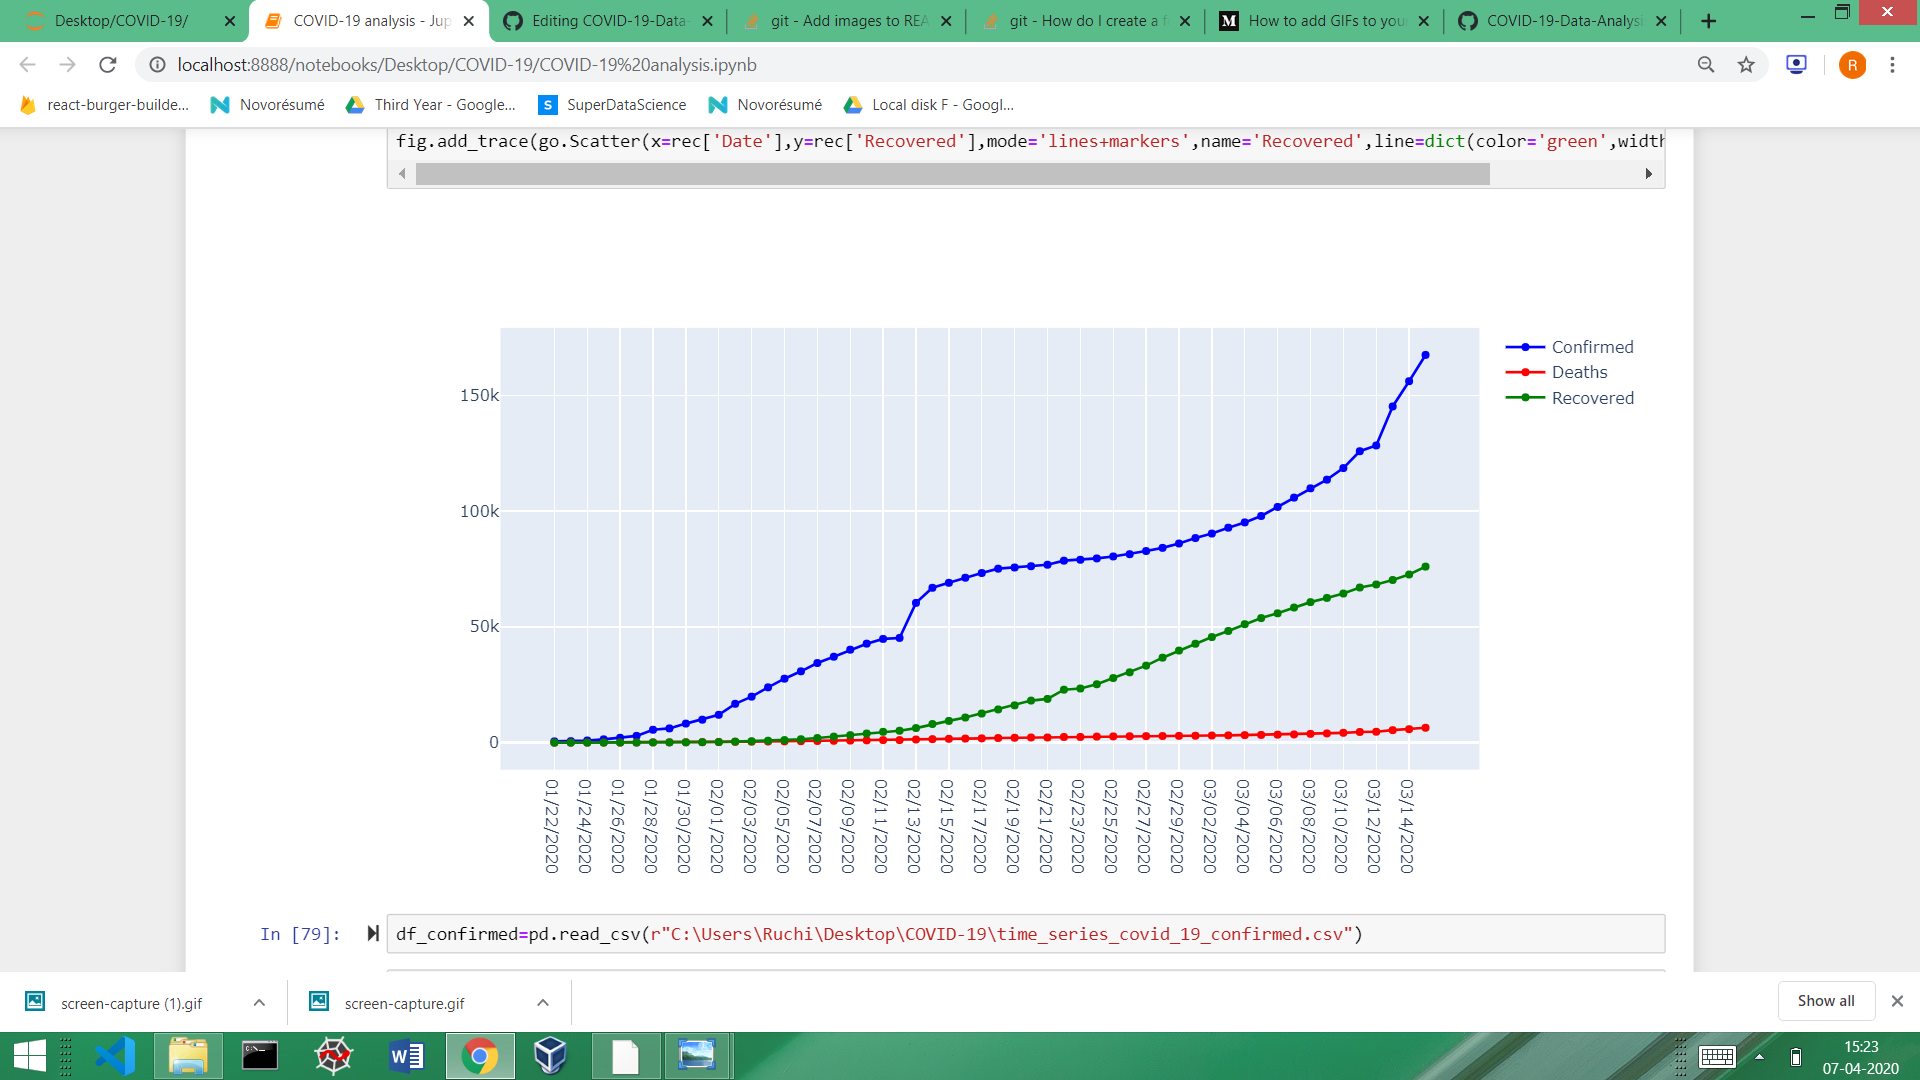 Desktop/COVID-19/
COVID-19 analysis - Jup
Editing COVID-19-Data-
git - Add images to REA
git - How do I create a f
How to add GIFs to your
COVID-19-Data-Analysi
localhost:8888/notebooks/Desktop/COVID-19/COVID-19%20analysis.ipynb
R
react-burger-builde...
Novorésumé
Third Year - Google...
S
SuperDataScience
Novorésumé
Local disk F - Googl...
fig.add_trace(go.Scatter(x=rec['Date'],y=rec['Recovered'],mode='lines+markers',name='Recovered',line=dict(color='green',width
Confirmed
Deaths
Recovered
150k
100k
50k
0
01/22/2020
01/24/2020
01/26/2020
01/28/2020
01/30/2020
02/01/2020
02/03/2020
02/05/2020
02/07/2020
02/09/2020
02/11/2020
02/13/2020
02/15/2020
02/17/2020
02/19/2020
02/21/2020
02/23/2020
02/25/2020
02/27/2020
02/29/2020
03/02/2020
03/04/2020
03/06/2020
03/08/2020
03/10/2020
03/12/2020
03/14/2020
In [79]:
df_confirmed=pd.read_csv(r"C:\Users\Ruchi\Desktop\COVID-19\time_series_covid_19_confirmed.csv")
screen-capture (1).gif
screen-capture.gif
Show all
15:23
07-04-2020